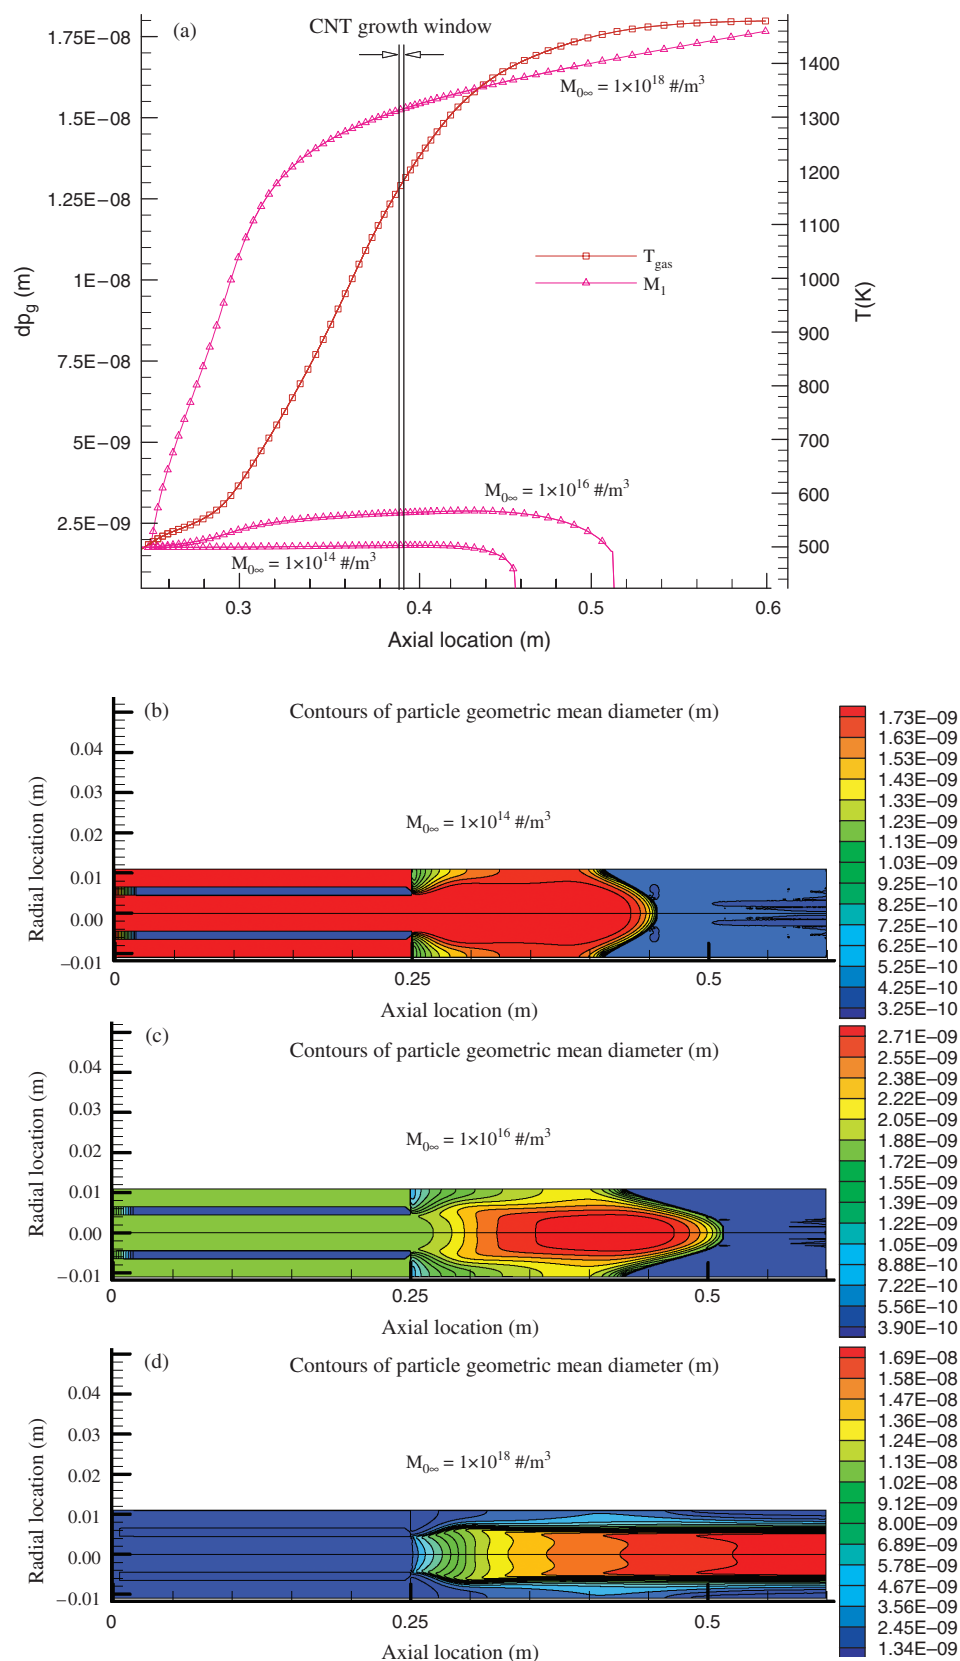 (a)
CNT growth window
1.75E−08
1.5E−08
1.25E−08
1E−08
7.5E−08
5E−09
2.5E−09
dpg (m)
1400
1300
1200
1100
1000
900
800
700
600
500
T(K)
M0∞ = 1×10^18 #/m^3
Tgas
M1
M0∞ = 1×10^16 #/m^3
M0∞ = 1×10^14 #/m^3
0.3 0.4 0.5 0.6
Axial location (m)
(b) Contours of particle geometric mean diameter (m)
M0∞ = 1×10^14 #/m^3
Radial location (m)
0.04
0.03
0.02
0.01
0.00
−0.01
0 0.25 0.5
Axial location (m)
1.73E−09
1.63E−09
1.53E−09
1.43E−09
1.33E−09
1.23E−09
1.13E−09
1.03E−09
9.25E−10
8.25E−10
7.25E−10
6.25E−10
5.25E−10
4.25E−10
3.25E−10
(c) Contours of particle geometric mean diameter (m)
M0∞ = 1×10^16 #/m^3
Radial location (m)
0.04
0.03
0.02
0.01
0.00
−0.01
0 0.25 0.5
Axial location (m)
2.71E−09
2.55E−09
2.38E−09
2.22E−09
2.05E−09
1.88E−09
1.72E−09
1.55E−09
1.39E−09
1.22E−09
1.05E−09
8.88E−10
7.22E−10
5.56E−10
3.90E−10
(d) Contours of particle geometric mean diameter (m)
M0∞ = 1×10^18 #/m^3
Radial location (m)
0.04
0.03
0.02
0.01
0.00
−0.01
0 0.25 0.5
Axial location (m)
1.69E−08
1.58E−08
1.47E−08
1.36E−08
1.24E−08
1.13E−08
1.02E−08
9.12E−09
8.00E−09
6.89E−09
5.78E−09
4.67E−09
3.56E−09
2.45E−09
1.34E−09